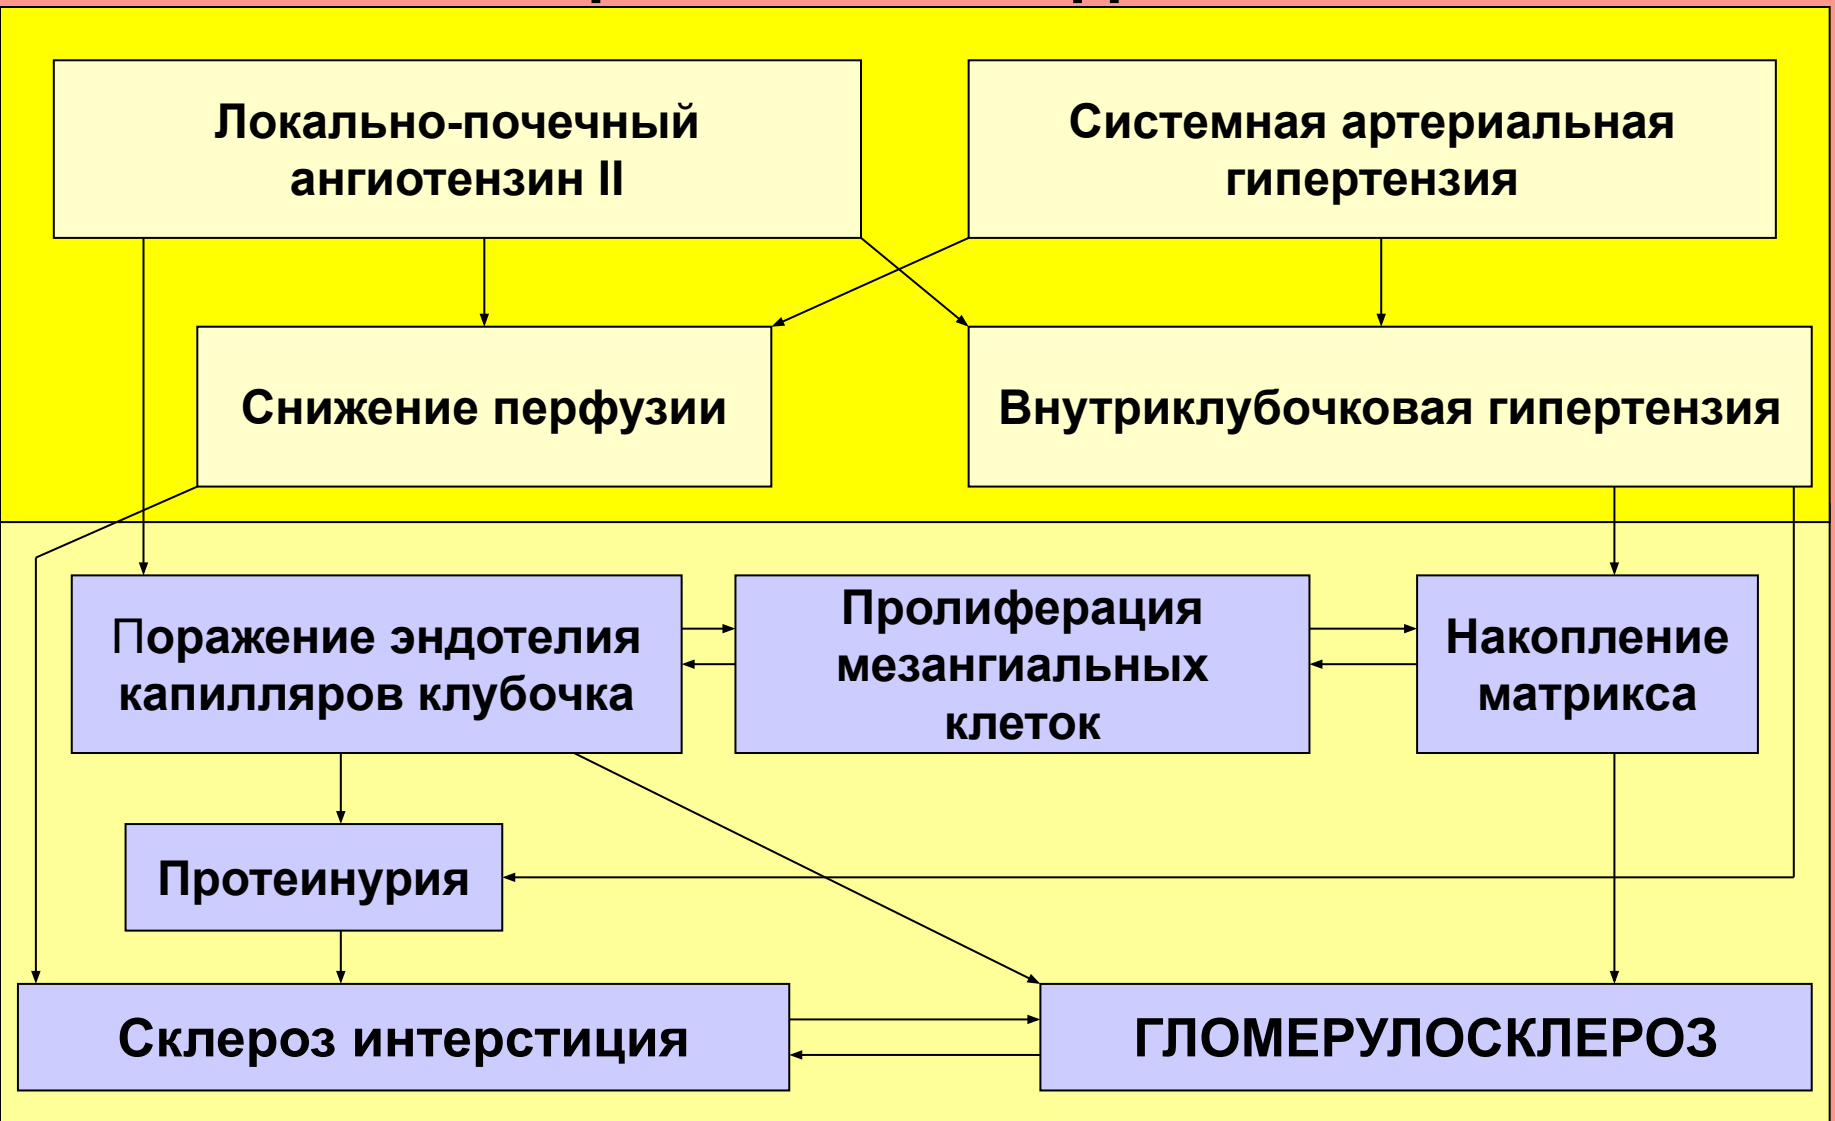 Локально-почечный
ангиотензин II
Системная артериальная
гипертензия
Снижение перфузии
Внутриклубочковая гипертензия
Поражение эндотелия
капилляров клубочка
Пролиферация
мезангиальных
клеток
Накопление
матрикса
Протеинурия
Склероз интерстиция
ГЛОМЕРУЛОСКЛЕРОЗ